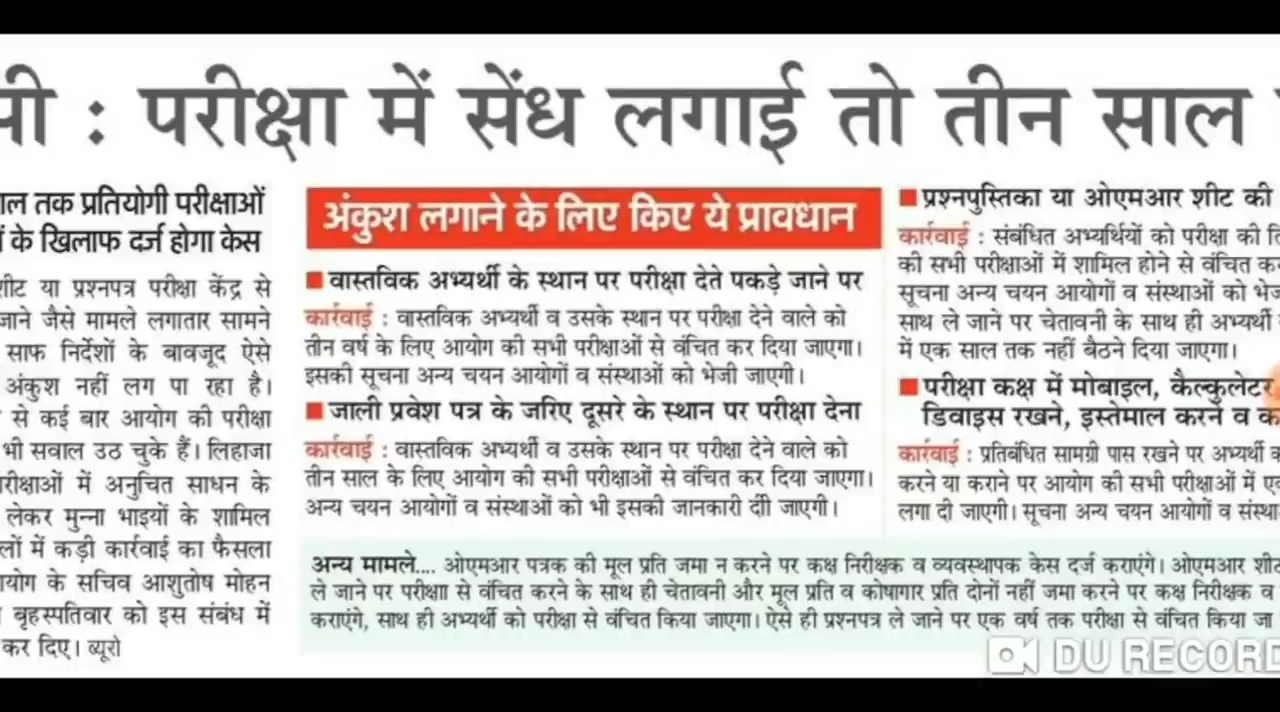 पी : परीक्षा में सेंध लगाई तो तीन साल
ल तक प्रतियोगी परीक्षाओं
के खिलाफ दर्ज होगा केस
शीट या प्रश्नपत्र परीक्षा केंद्र से
जाने जैसे मामले लगातार सामने
साफ निर्देशों के बावजूद ऐसे
अंकुश नहीं लग पा रहा है।
से कई बार आयोग की परीक्षा
भी सवाल उठ चुके हैं। लिहाजा
रीक्षाओं में अनुचित साधन के
लेकर मुन्ना भाइयों के शामिल
लों में कड़ी कार्रवाई का फैसला
योग के सचिव आशुतोष मोहन
बृहस्पतिवार को इस संबंध में
कर दिए। ब्यूरो
अंकुश लगाने के लिए किए ये प्रावधान
■ वास्तविक अभ्यर्थी के स्थान पर परीक्षा देते पकड़े जाने पर
कार्रवाई : वास्तविक अभ्यर्थी व उसके स्थान पर परीक्षा देने वाले को
तीन वर्ष के लिए आयोग की सभी परीक्षाओं से वंचित कर दिया जाएगा।
इसकी सूचना अन्य चयन आयोगों व संस्थाओं को भेजी जाएगी।
■ जाली प्रवेश पत्र के जरिए दूसरे के स्थान पर परीक्षा देना
कार्रवाई : वास्तविक अभ्यर्थी व उसके स्थान पर परीक्षा देने वाले को
तीन साल के लिए आयोग की सभी परीक्षाओं से वंचित कर दिया जाएगा।
अन्य चयन आयोगों व संस्थाओं को भी इसकी जानकारी दीी जाएगी।
■ प्रश्नपुस्तिका या ओएमआर शीट की
कार्रवाई : संबंधित अभ्यर्थियों को परीक्षा की
की सभी परीक्षाओं में शामिल होने से वंचित कर
सूचना अन्य चयन आयोगों व संस्थाओं को भेजी
साथ ले जाने पर चेतावनी के साथ ही अभ्यर्थी
में एक साल तक नहीं बैठने दिया जाएगा।
■ परीक्षा कक्ष में मोबाइल, कैल्कुलेटर
डिवाइस रखने, इस्तेमाल करने व
कार्रवाई : प्रतिबंधित सामग्री पास रखने पर अभ्यर्थी
करने या कराने पर आयोग की सभी परीक्षाओं में
लगा दी जाएगी। सूचना अन्य चयन आयोगों व संस्था
अन्य मामले.... ओएमआर पत्रक की मूल प्रति जमा न करने पर कक्ष निरीक्षक व व्यवस्थापक केस दर्ज कराएंगे। ओएमआर शीट
ले जाने पर परीक्षाा से वंचित करने के साथ ही चेतावनी और मूल प्रति व कोषागार प्रति दोनों नहीं जमा करने पर कक्ष निरीक्षक व
कराएंगे, साथ ही अभ्यर्थी को परीक्षा से वंचित किया जाएगा। ऐसे ही प्रश्नपत्र ले जाने पर एक वर्ष तक परीक्षा से वंचित किया जा
DU RECORD